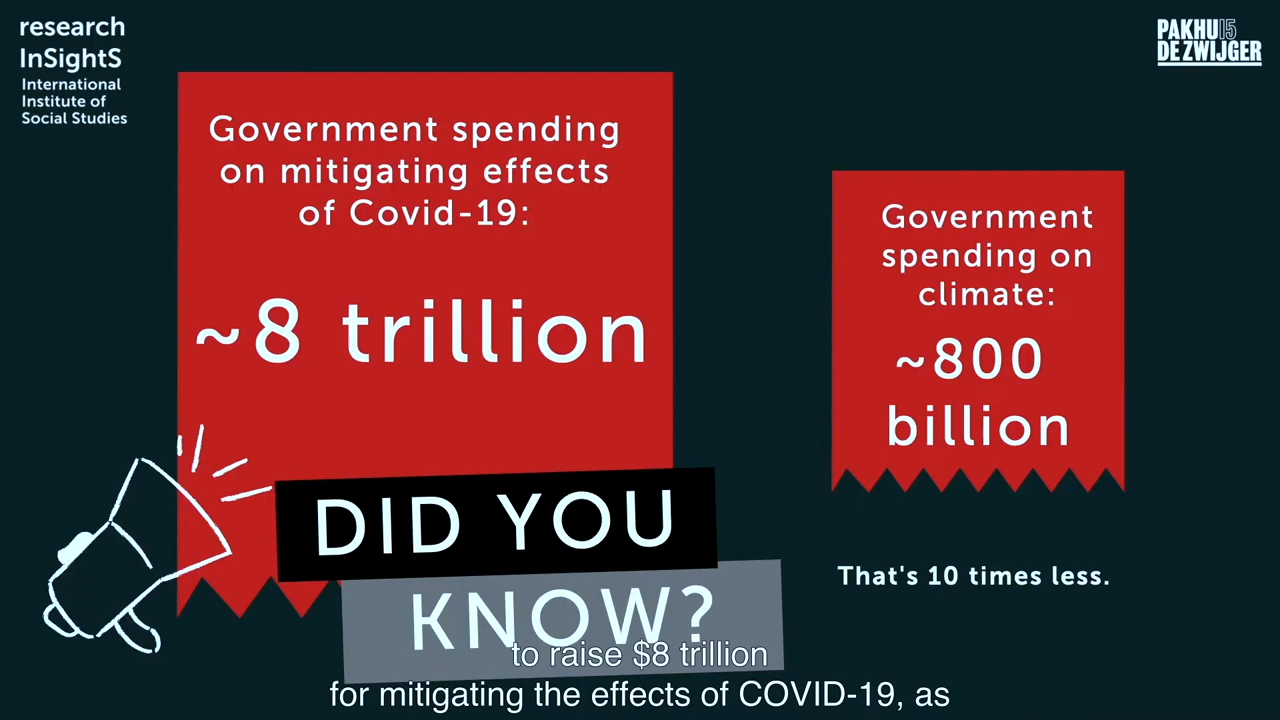 research
InSightS
International
Institute of
Social Studies
PAKHUIS
DE ZWIJGER
Government spending
on mitigating effects
of Covid-19:
~8 trillion
Government
spending on
climate:
~800
billion
That's 10 times less.
DID YOU
KNOW?
to raise $8 trillion
for mitigating the effects of COVID-19, as